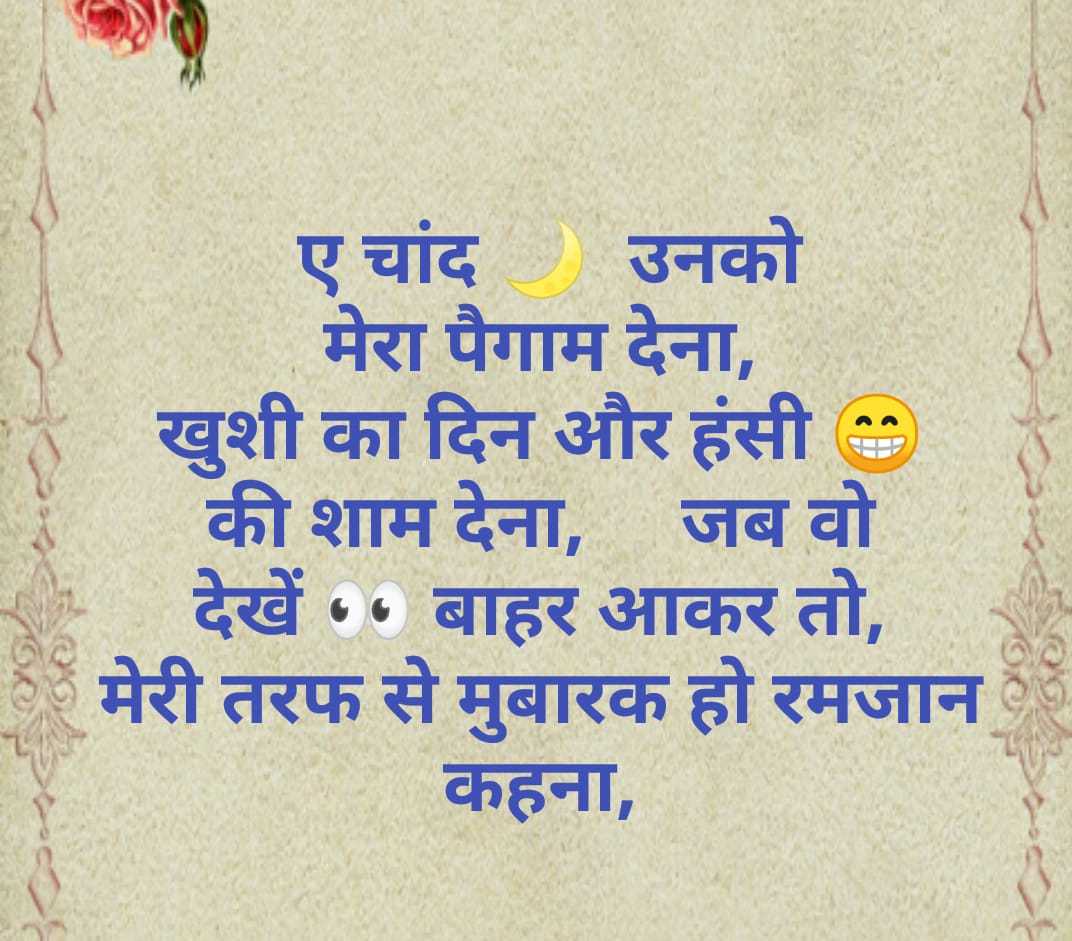 ए चांद 🌙 उनको
मेरा पैगाम देना,
खुशी का दिन और हंसी 😁
की शाम देना, जब वो
देखें 👀 बाहर आकर तो,
मेरी तरफ से मुबारक हो रमजान
कहना,